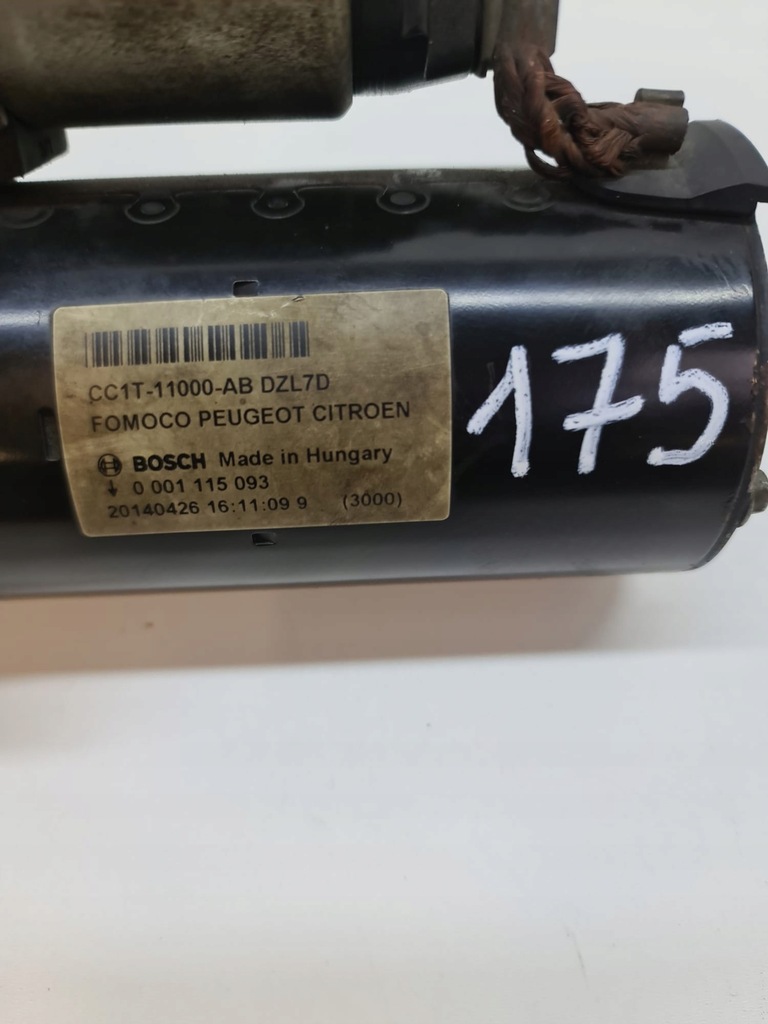 CC1T-11000-AB DZL7D
FOMOCO PEUGEOT CITROEN
BOSCH Made in Hungary
0 001 115 093
20140426 16:11:09 9 (3000)
175